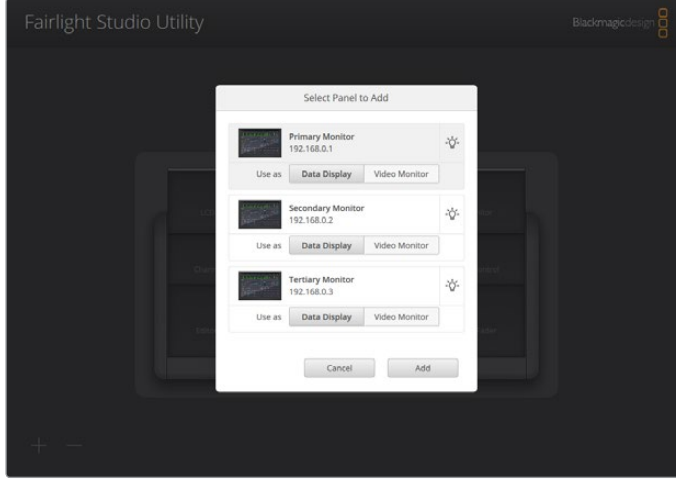 Fairlight Studio Utility
Blackmagicdesign
Select Panel to Add
Primary Monitor
192.168.0.1
Use as Data Display Video Monitor
Secondary Monitor
192.168.0.2
Use as Data Display Video Monitor
Tertiary Monitor
192.168.0.3
Use as Data Display Video Monitor
Cancel Add